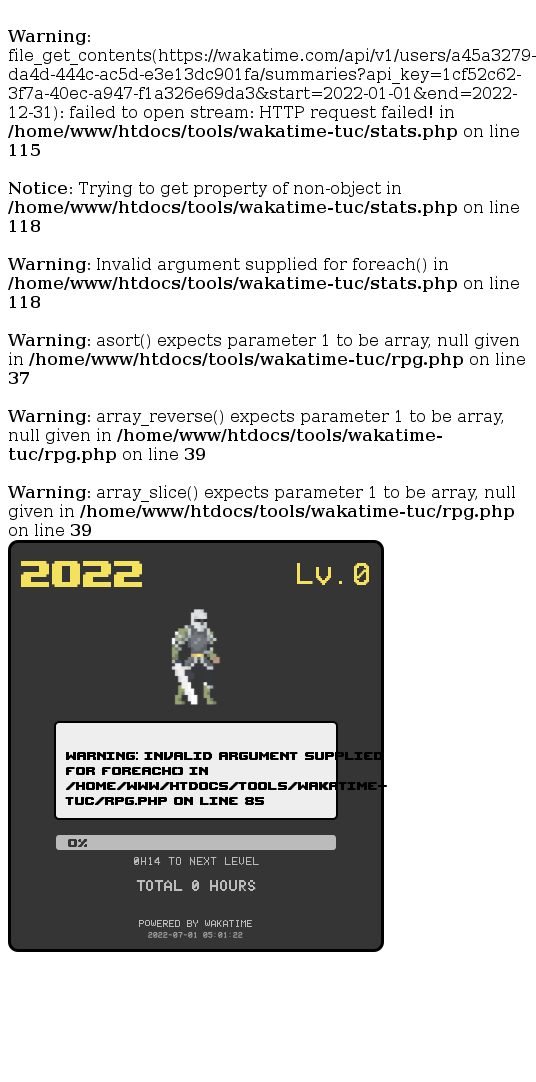 Warning:
file_get_contents(https://wakatime.com/api/v1/users/a45a3279-
da4d-444c-ac5d-e3e13dc901fa/summaries?api_key=1cf52c62-
3f7a-40ec-a947-f1a326e69da3&start=2022-01-01&end=2022-
12-31): failed to open stream: HTTP request failed! in
/home/www/htdocs/tools/wakatime-tuc/stats.php on line
115
Notice: Trying to get property of non-object in
/home/www/htdocs/tools/wakatime-tuc/stats.php on line
118
Warning: Invalid argument supplied for foreach() in
/home/www/htdocs/tools/wakatime-tuc/stats.php on line
118
Warning: asort() expects parameter 1 to be array, null given
in /home/www/htdocs/tools/wakatime-tuc/rpg.php on line
37
Warning: array_reverse() expects parameter 1 to be array,
null given in /home/www/htdocs/tools/wakatime-
tuc/rpg.php on line 39
Warning: array_slice() expects parameter 1 to be array, null
given in /home/www/htdocs/tools/wakatime-tuc/rpg.php
on line 39
2022 Lv.0
WARNING: INVALID ARGUMENT SUPPLIED
FOR FOREACH() IN
/HOME/WWW/HTDOCS/TOOLS/WAKATIME-
TUC/RPG.PHP ON LINE 85
0%
0H14 TO NEXT LEVEL
TOTAL 0 HOURS
POWERED BY WAKATIME
2022-07-01 05:01:22